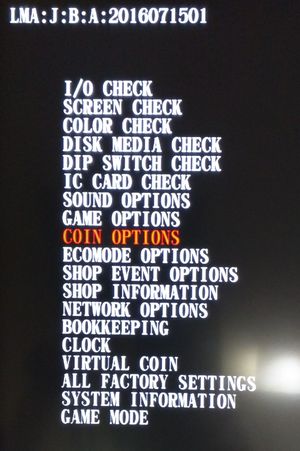 LMA:J:B:A:2016071501
I/O CHECK
SCREEN CHECK
COLOR CHECK
DISK MEDIA CHECK
DIP SWITCH CHECK
IC CARD CHECK
SOUND OPTIONS
GAME OPTIONS
COIN OPTIONS
ECOMODE OPTIONS
SHOP EVENT OPTIONS
SHOP INFORMATION
NETWORK OPTIONS
BOOKKEEPING
CLOCK
VIRTUAL COIN
ALL FACTORY SETTINGS
SYSTEM INFORMATION
GAME MODE